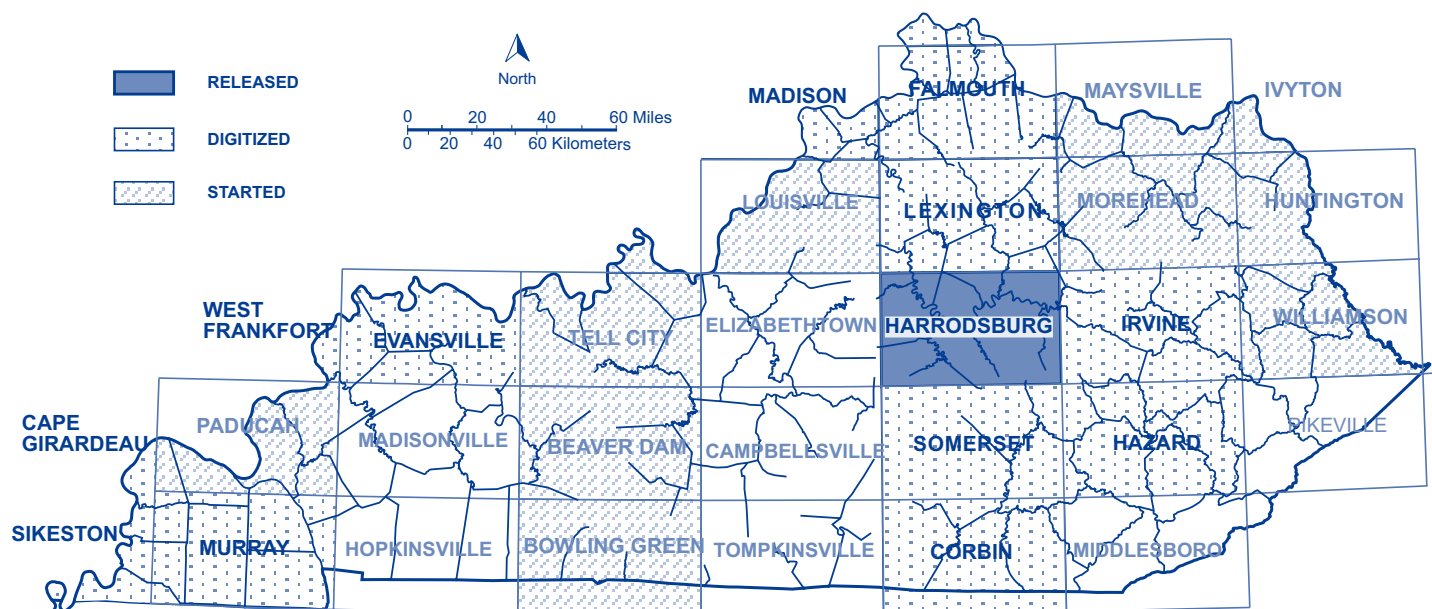 RELEASED
DIGITIZED
STARTED
North
0 20 40 60 Miles
0 20 40 60 Kilometers
MADISON
FALMOUTH
MAYSVILLE
IVYTON
LOUISVILLE
LEXINGTON
MOREHEAD
HUNTINGTON
WEST
FRANKFORT
EVANSVILLE
TELL CITY
ELIZABETHTOWN
HARRODSBURG
IRVINE
WILLIAMSON
CAPE
GIRARDEAU
PADUCAH
MADISONVILLE
BEAVER DAM
CAMPBELLSVILLE
SOMERSET
HAZARD
PIKEVILLE
SIKESTON
MURRAY
HOPKINSVILLE
BOWLING GREEN
TOMPKINSVILLE
CORBIN
MIDDLESBORO